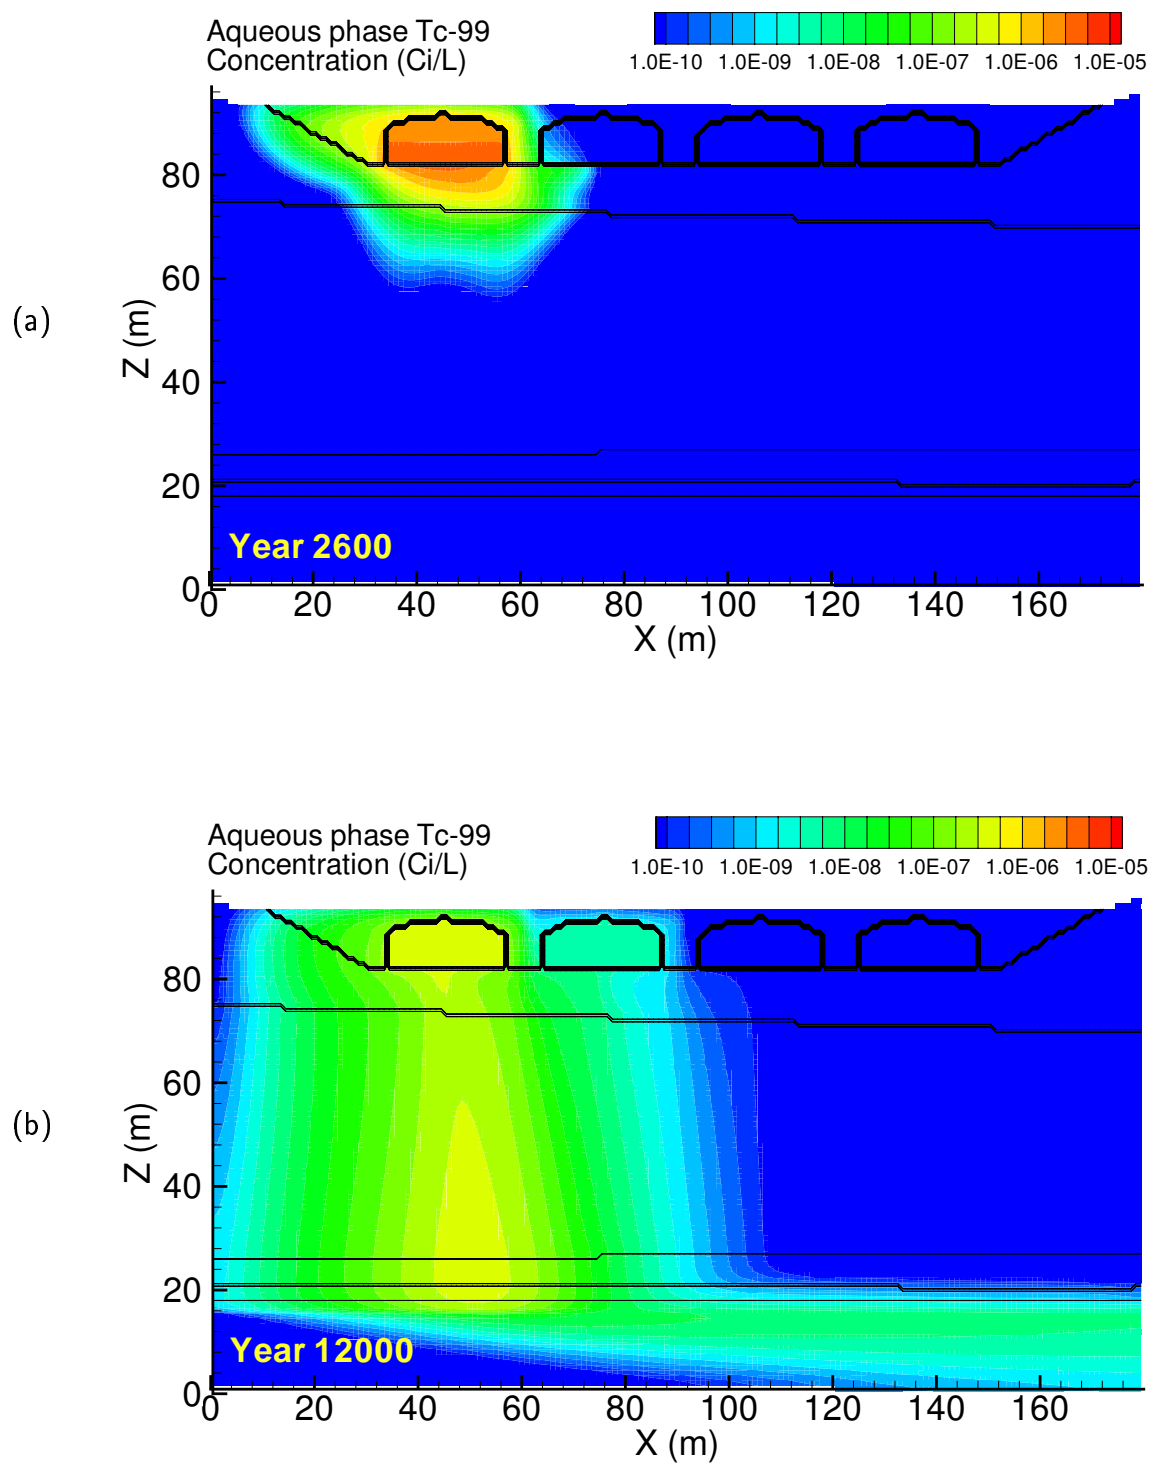 Aqueous phase Tc-99
Concentration (Ci/L)
1.0E-10 1.0E-09 1.0E-08 1.0E-07 1.0E-06 1.0E-05
80
60
(a)
Z (m)
40
20
Year 2600
0
0 20 40 60 80 100 120 140 160
X (m)
Aqueous phase Tc-99
Concentration (Ci/L)
1.0E-10 1.0E-09 1.0E-08 1.0E-07 1.0E-06 1.0E-05
80
60
(b)
Z (m)
40
20
Year 12000
0
0 20 40 60 80 100 120 140 160
X (m)